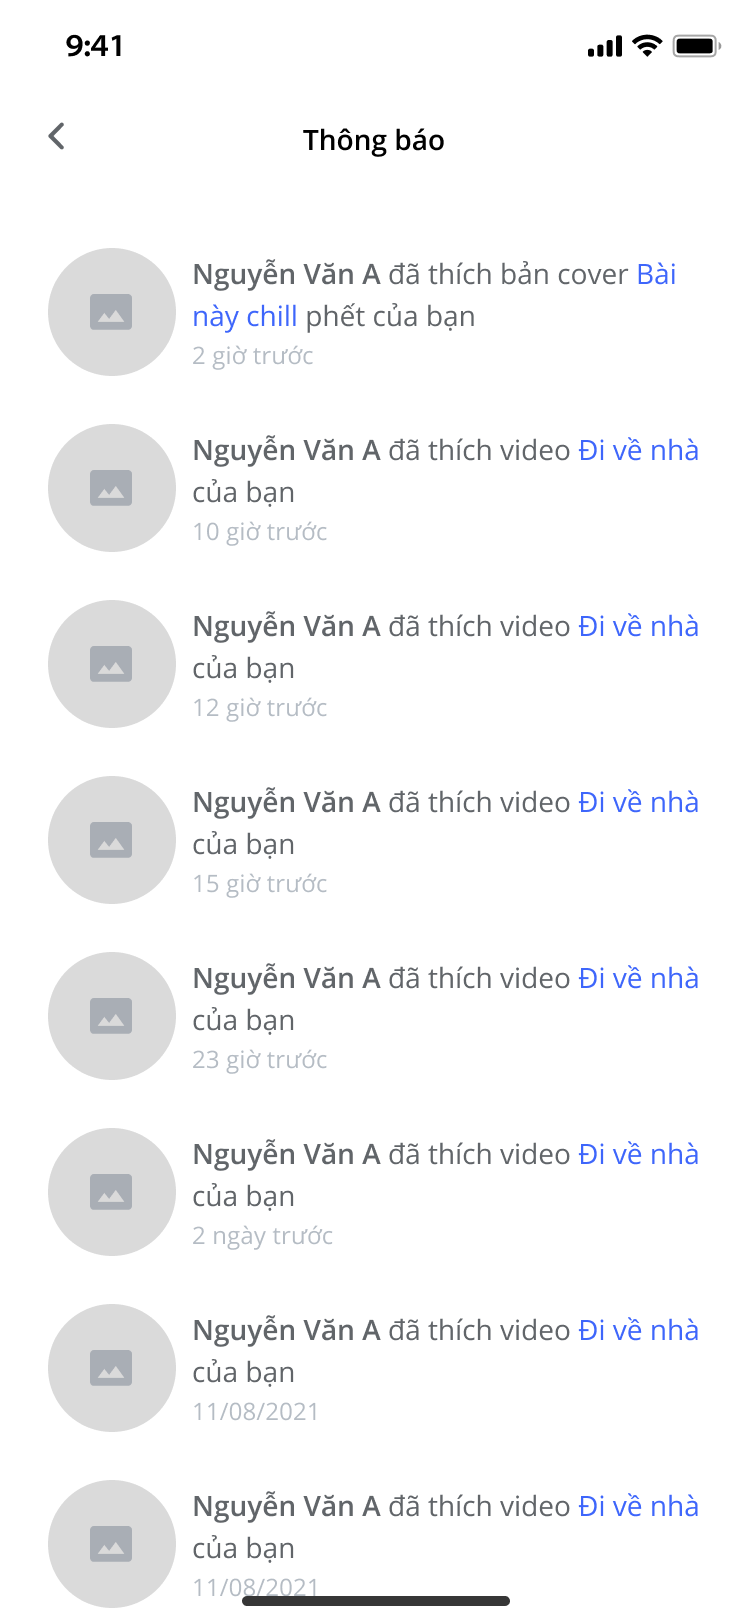 9:41
Thông báo
Nguyễn Văn A đã thích bản cover Bài
này chill phết của bạn
2 giờ trước
Nguyễn Văn A đã thích video Đi về nhà
của bạn
10 giờ trước
Nguyễn Văn A đã thích video Đi về nhà
của bạn
12 giờ trước
Nguyễn Văn A đã thích video Đi về nhà
của bạn
15 giờ trước
Nguyễn Văn A đã thích video Đi về nhà
của bạn
23 giờ trước
Nguyễn Văn A đã thích video Đi về nhà
của bạn
2 ngày trước
Nguyễn Văn A đã thích video Đi về nhà
của bạn
11/08/2021
Nguyễn Văn A đã thích video Đi về nhà
của bạn
11/08/2021